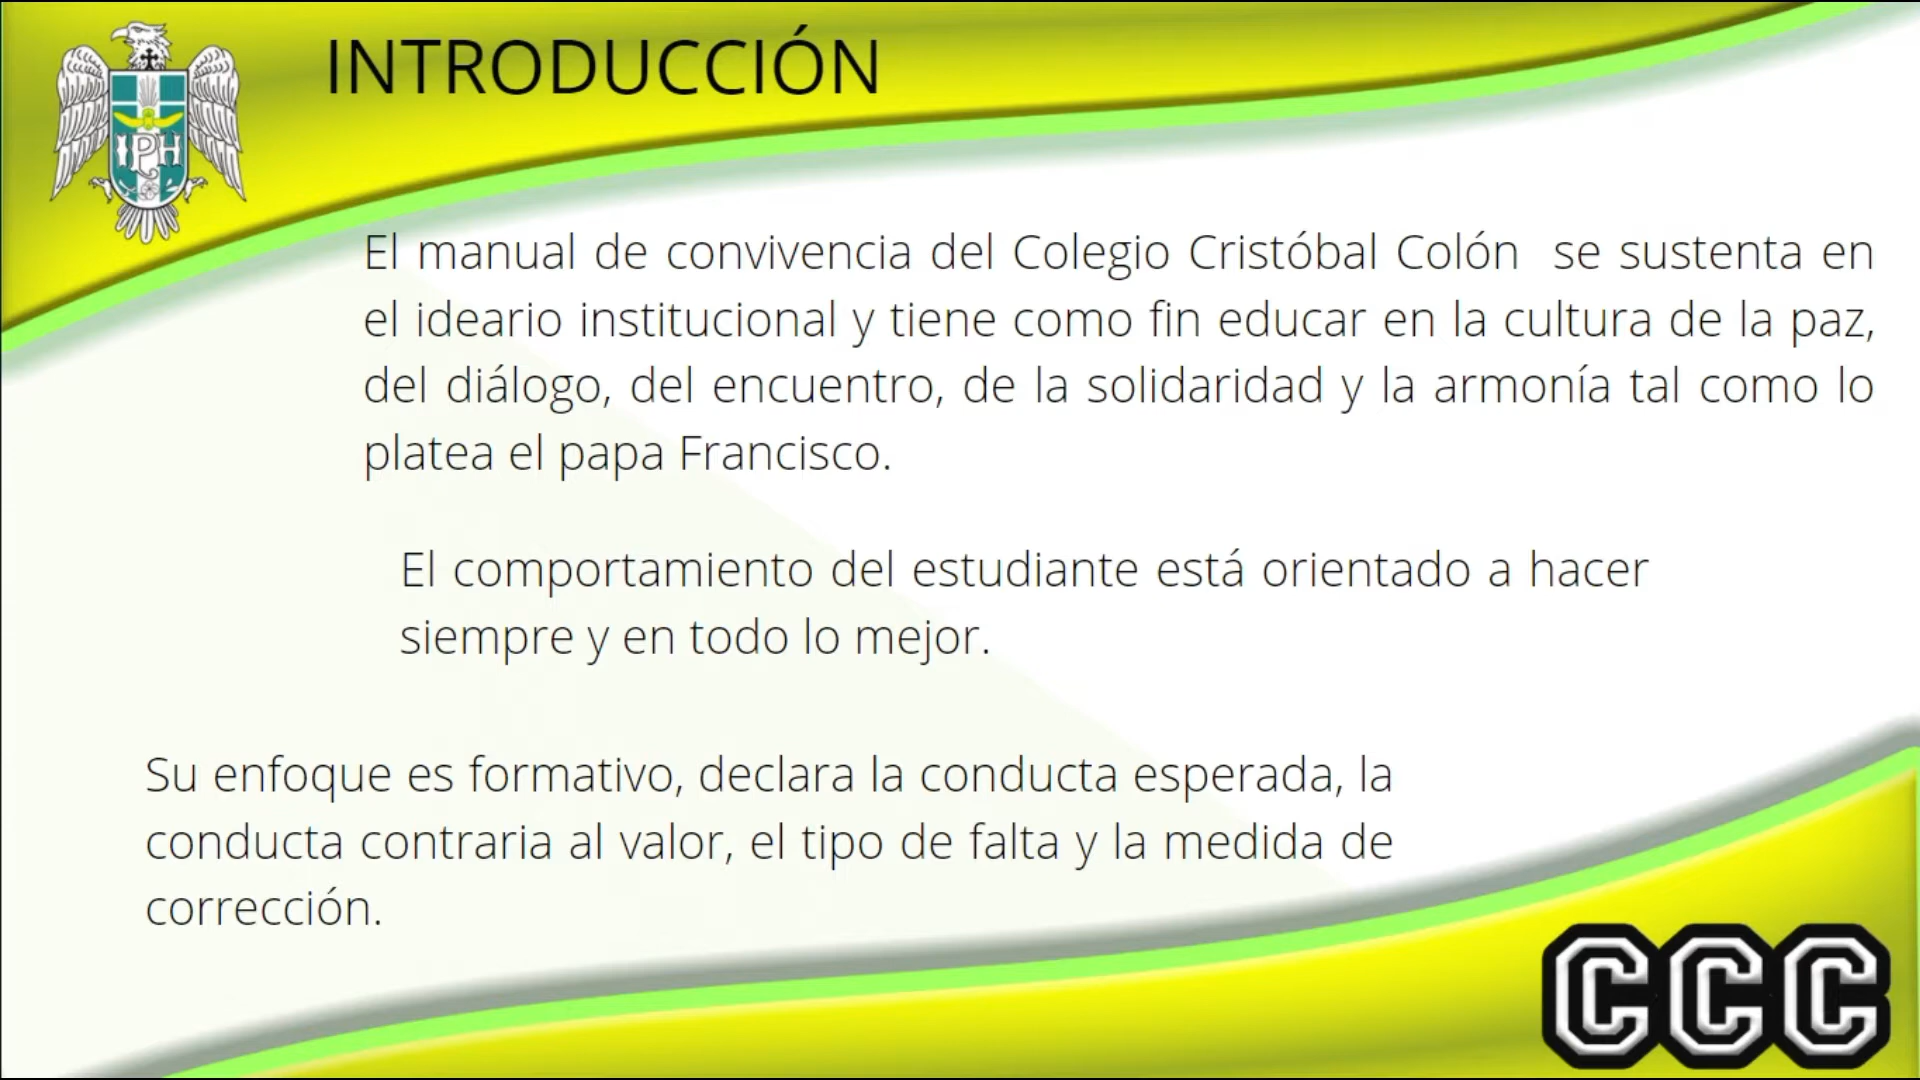 INTRODUCCIÓN
IPH
El manual de convivencia del Colegio Cristóbal Colón se sustenta en
el ideario institucional y tiene como fin educar en la cultura de la paz,
del diálogo, del encuentro, de la solidaridad y la armonía tal como lo
platea el papa Francisco.
El comportamiento del estudiante está orientado a hacer
siempre y en todo lo mejor.
Su enfoque es formativo, declara la conducta esperada, la
conducta contraria al valor, el tipo de falta y la medida de
corrección.
CCC